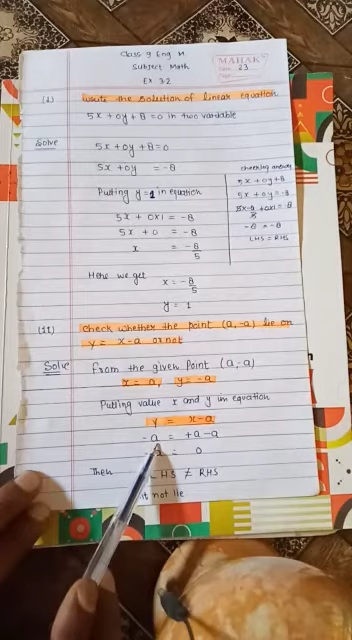 Class 9 Eng M
Subject Math
MAHAK
23
Ex 3.2
(i) Write the solution of linear equation
5x + 0y + 8 = 0 in two variable
Solve
5x + 0y + 8 = 0
5x + 0y = -8
Putting y = 1 in equation
5x + 0x1 = -8
5x + 0 = -8
x = -8/5
Here we get x = -8/5
y = 1
checking answer
5x + 0y + 8
5x + 0y = -8
5x-8/5 + 0x1 = -8
-8 = -8
LHS = RHS
(ii) Check whether the point (a, -a) lie on
y = x - a or not
Solve
From the given Point (a, -a)
x = a, y = -a
Putting value x and y in equation
y = x - a
-a = +a - a
= 0
Then LHS ≠ RHS
not lie